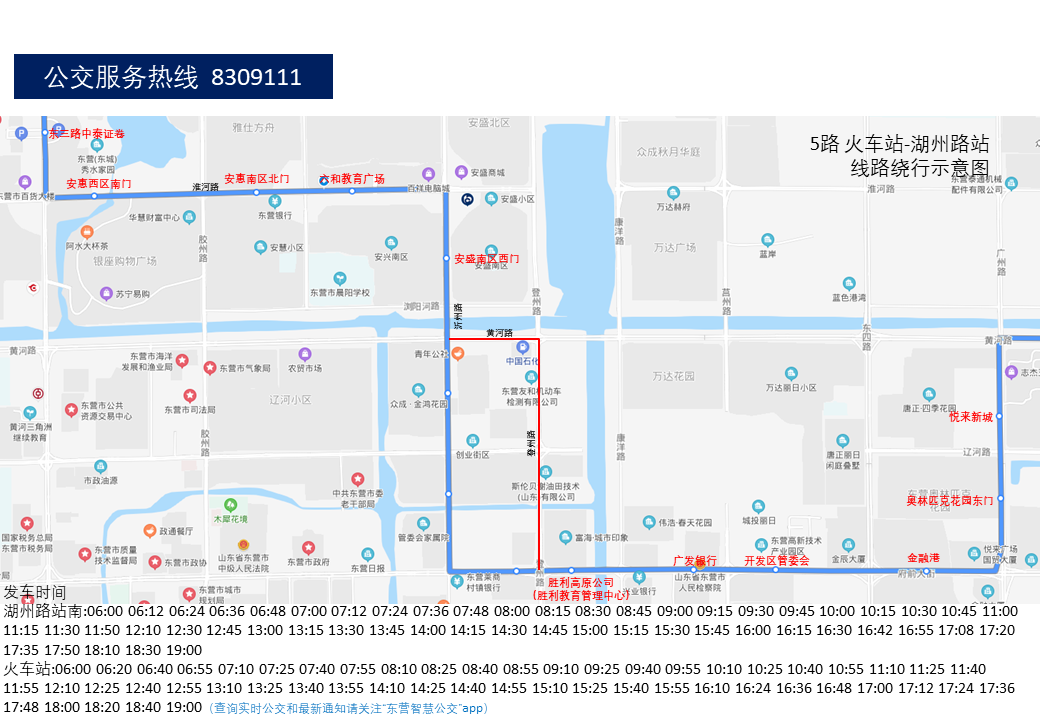 公交服务热线 8309111
5路 火车站-湖州路站
线路绕行示意图
雅仕方舟
安盛北区
众成秋月华庭
东三路中泰证卷
东营(东城)
秀水家园
安惠西区南门
东营市百货大楼
淮河路
安惠南区北门
东营银行
方和教育广场
百旺电脑城
安盛商城
安盛小区
万达赫府
淮河路
东营泰通机械
配件有限公司
华慧财富中心
阿水大杯茶
银座购物广场
胶州路
安慧小区
安兴南区
安盛南区西门
安盛南区
康洋路
万达广场
蓝岸
广州路
苏宁易购
东营市晨阳学校
登州路
莒州路
蓝色港湾
浏阳河路
黄河路
黄河路
东四路
黄河路
东营市海洋
发展和渔业局
东营市气象局
农贸市场
青年公社
中国石化
东营友和机动车
检测有限公司
万达花园
万达丽日小区
志杰
东营市公共
资源交易中心
东营市司法局
辽河小区
众成·金鸿花园
唐正·四季花园
悦来新城
黄河三角洲
继续教育
胶州路
创业街区
登州路
康洋路
唐正丽日
闲庭叠墅
辽河路
市政油源
中共东营市委
老干部局
斯伦贝谢油田技术
(山东)有限公司
奥林匹克花园东门
木犀花境
国家税务总局
东营市税务局
政通餐厅
管委会家属院
富海·城市印象
伟浩·春天花园
城投丽日
东营市质量
技术监督局
东营市政协
山东省东营市
中级人民法院
东营市政府
东营日报
东营莱商
村镇银行
广发银行
东营高新技术
产业园区
开发区管委会
金辰大厦
金融港
府前大街
悦来广场
国贸大厦
东营市城市
规划局
胜利高原公司
(胜利教育管理中心)
兴业银行
山东省东营市
人民检察院
发车时间
湖州路站南:06:00 06:12 06:24 06:36 06:48 07:00 07:12 07:24 07:36 07:48 08:00 08:15 08:30 08:45 09:00 09:15 09:30 09:45 10:00 10:15 10:30 10:45 11:00
11:15 11:30 11:50 12:10 12:30 12:45 13:00 13:15 13:30 13:45 14:00 14:15 14:30 14:45 15:00 15:15 15:30 15:45 16:00 16:15 16:30 16:42 16:55 17:08 17:20
17:35 17:50 18:10 18:30 19:00
火车站:06:00 06:20 06:40 06:55 07:10 07:25 07:40 07:55 08:10 08:25 08:40 08:55 09:10 09:25 09:40 09:55 10:10 10:25 10:40 10:55 11:10 11:25 11:40
11:55 12:10 12:25 12:40 12:55 13:10 13:25 13:40 13:55 14:10 14:25 14:40 14:55 15:10 15:25 15:40 15:55 16:10 16:24 16:36 16:48 17:00 17:12 17:24 17:36
17:48 18:00 18:20 18:40 19:00（查询实时公交和最新通知请关注“东营智慧公交”app）